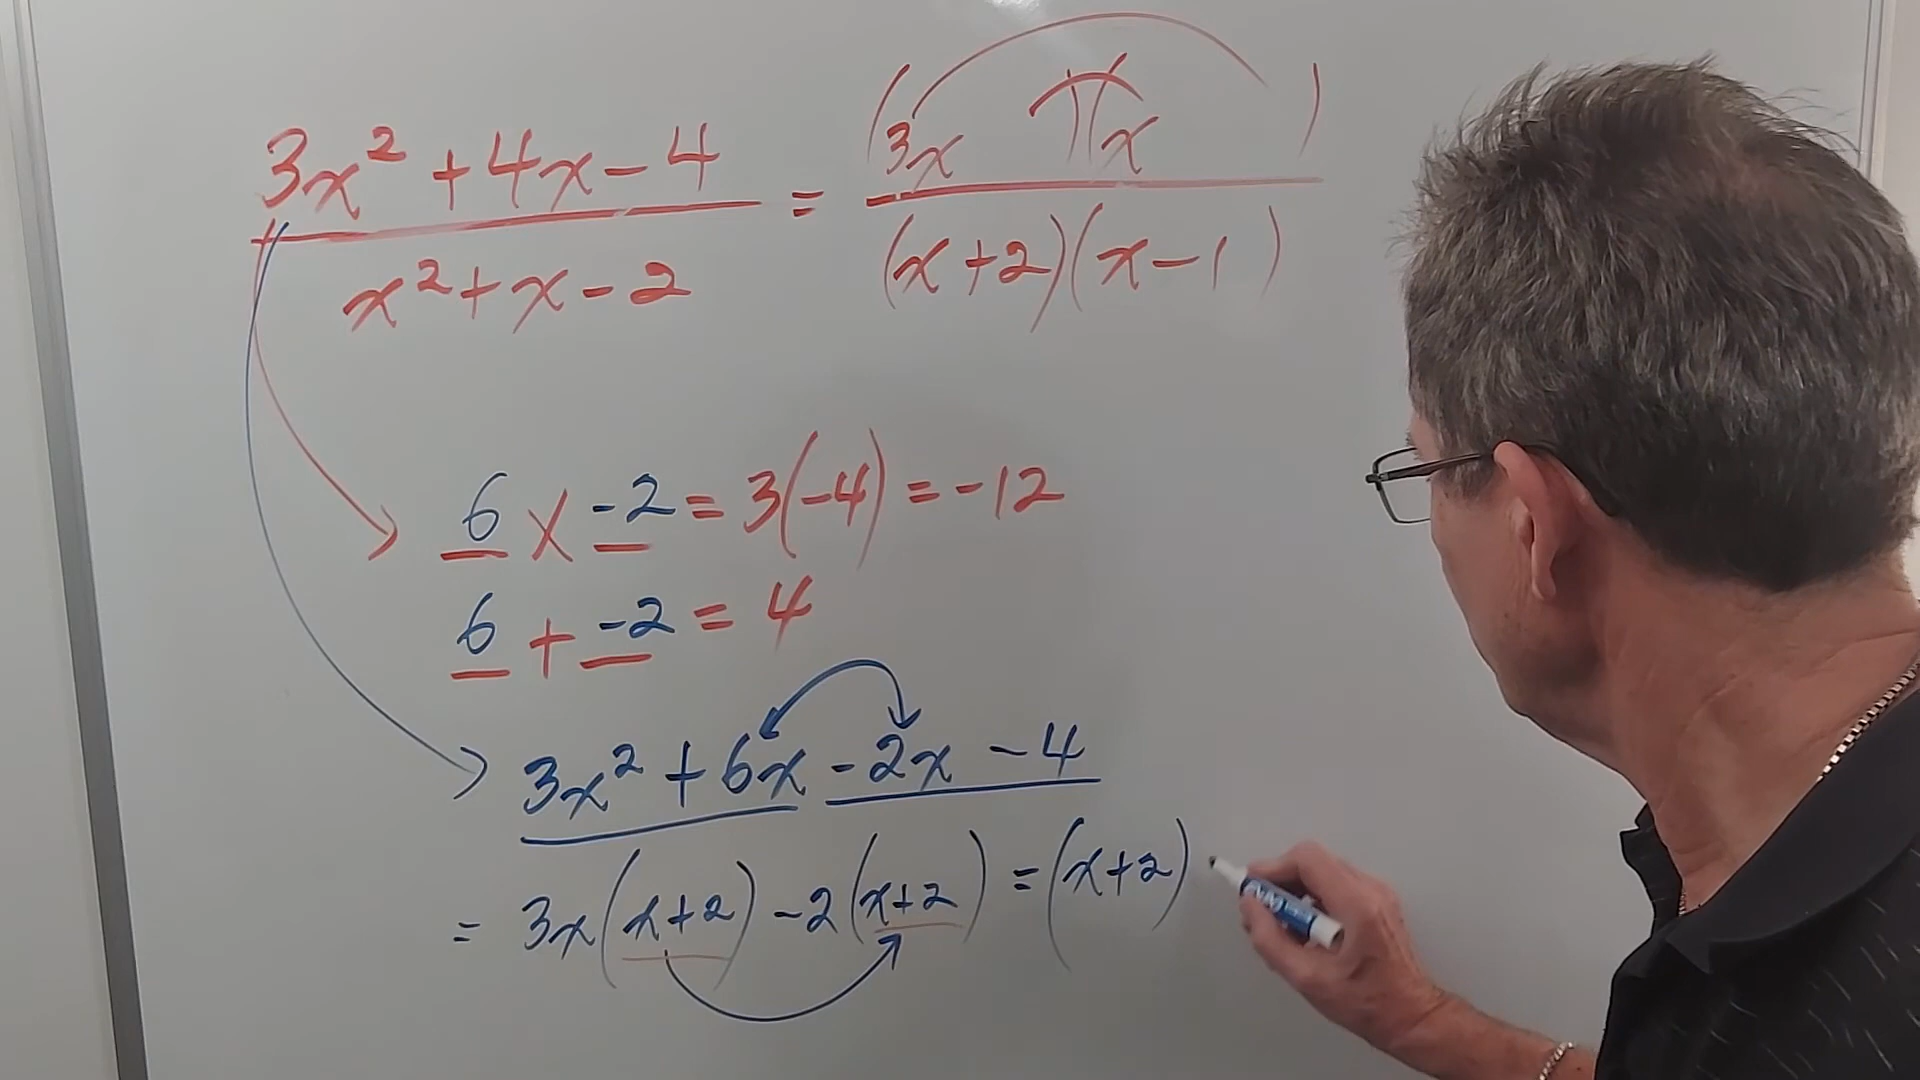 3x² + 4x - 4 / x² + x - 2 = (3x )(x ) / (x+2)(x-1)
6 x -2 = 3(-4) = -12
6 + -2 = 4
3x² + 6x - 2x - 4
= 3x(x+2) - 2(x+2) = (x+2)